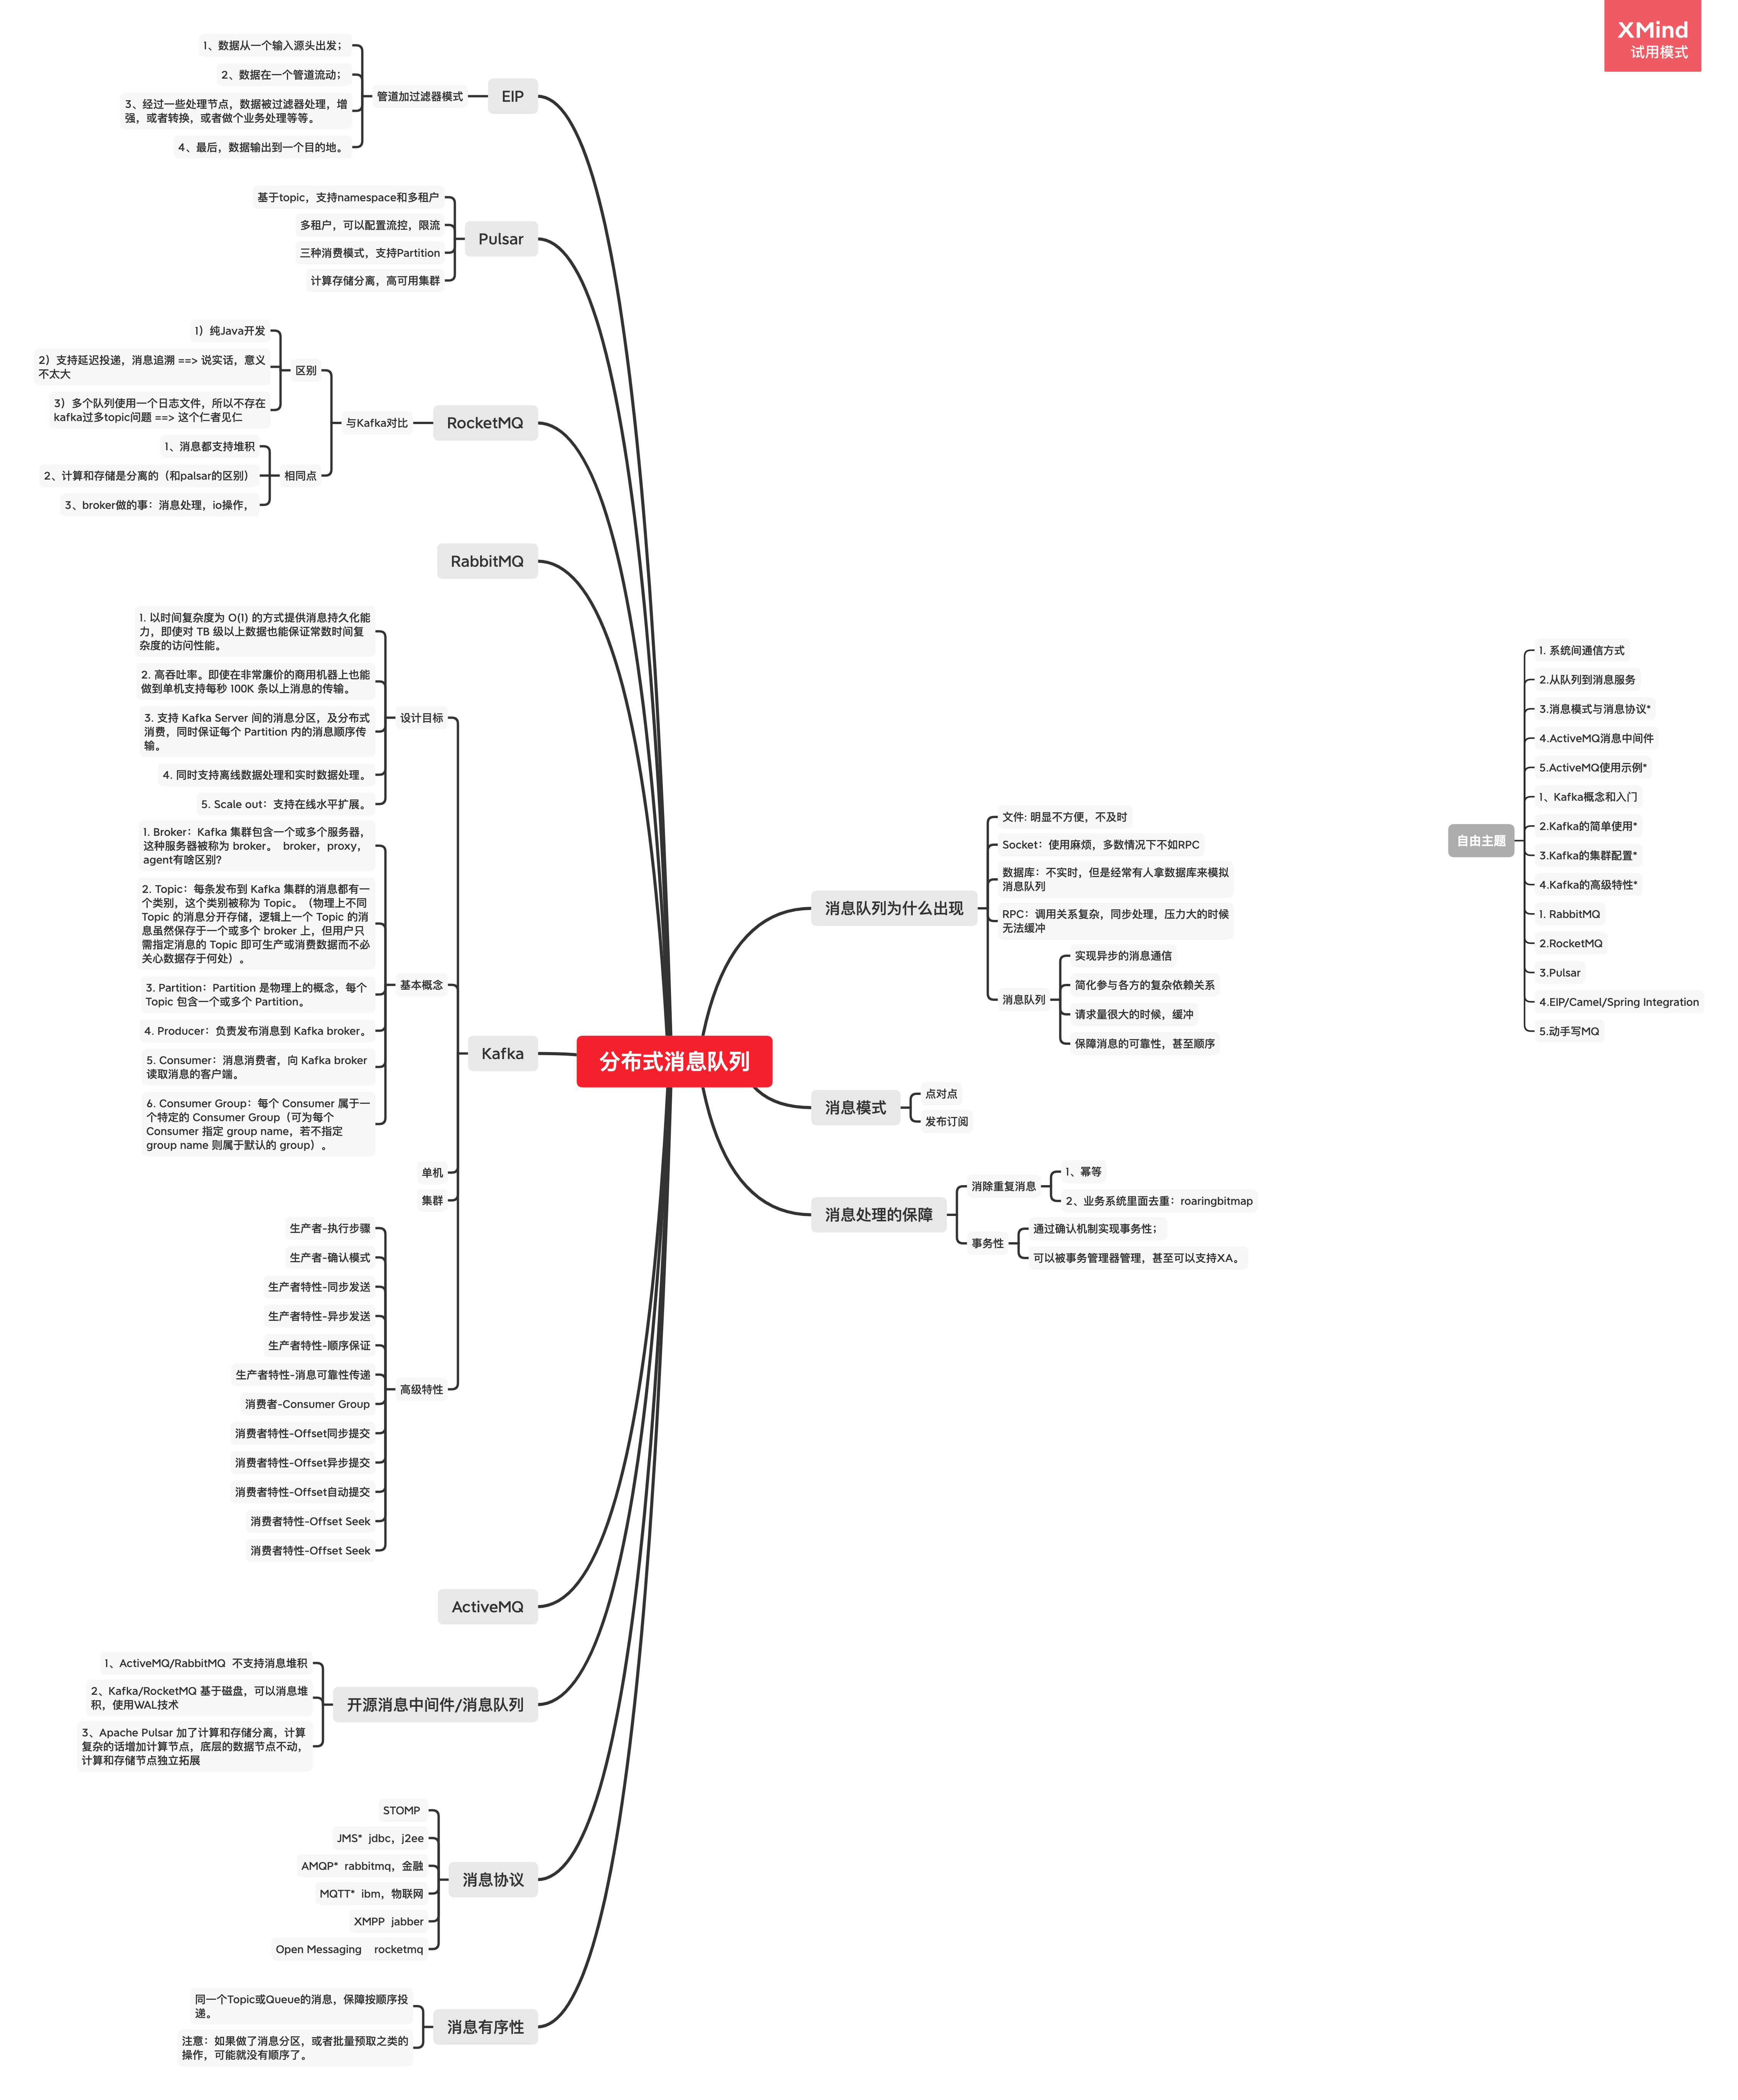 XMind
试用模式
1、数据从一个输入源头出发；
2、数据在一个管道流动；
3、经过一些处理节点，数据被过滤器处理，增
强，或者转换，或者做个业务处理等等。
4、最后，数据输出到一个目的地。
管道加过滤器模式
EIP
基于topic，支持namespace和多租户
多租户，可以配置流控，限流
三种消费模式，支持Partition
计算存储分离，高可用集群
Pulsar
1）纯Java开发
2）支持延迟投递，消息追溯 ==> 说实话，意义
不太大
3）多个队列使用一个日志文件，所以不存在
kafka过多topic问题 ==> 这个仁者见仁
区别
1、消息都支持堆积
2、计算和存储是分离的（和palsar的区别）
3、broker做的事：消息处理，io操作，
相同点
与Kafka对比
RocketMQ
RabbitMQ
1. 以时间复杂度为 O(1) 的方式提供消息持久化能
力，即使对 TB 级以上数据也能保证常数时间复
杂度的访问性能。
2. 高吞吐率。即使在非常廉价的商用机器上也能
做到单机支持每秒 100K 条以上消息的传输。
3. 支持 Kafka Server 间的消息分区，及分布式
消费，同时保证每个 Partition 内的消息顺序传
输。
4. 同时支持离线数据处理和实时数据处理。
5. Scale out：支持在线水平扩展。
设计目标
1. Broker：Kafka 集群包含一个或多个服务器，
这种服务器被称为 broker。 broker，proxy，
agent有啥区别?
2. Topic：每条发布到 Kafka 集群的消息都有一
个类别，这个类别被称为 Topic。（物理上不同
Topic 的消息分开存储，逻辑上一个 Topic 的消
息虽然保存于一个或多个 broker 上，但用户只
需指定消息的 Topic 即可生产或消费数据而不必
关心数据存于何处）。
3. Partition：Partition 是物理上的概念，每个
Topic 包含一个或多个 Partition。
4. Producer：负责发布消息到 Kafka broker。
5. Consumer：消息消费者，向 Kafka broker
读取消息的客户端。
6. Consumer Group：每个 Consumer 属于一
个特定的 Consumer Group（可为每个
Consumer 指定 group name，若不指定
group name 则属于默认的 group）。
基本概念
单机
集群
生产者-执行步骤
生产者-确认模式
生产者特性-同步发送
生产者特性-异步发送
生产者特性-顺序保证
生产者特性-消息可靠性传递
消费者-Consumer Group
消费者特性-Offset同步提交
消费者特性-Offset异步提交
消费者特性-Offset自动提交
消费者特性-Offset Seek
消费者特性-Offset Seek
高级特性
Kafka
ActiveMQ
1、ActiveMQ/RabbitMQ 不支持消息堆积
2、Kafka/RocketMQ 基于磁盘，可以消息堆
积，使用WAL技术
3、Apache Pulsar 加了计算和存储分离，计算
复杂的话增加计算节点，底层的数据节点不动，
计算和存储节点独立拓展
开源消息中间件/消息队列
STOMP
JMS* jdbc，j2ee
AMQP* rabbitmq，金融
MQTT* ibm，物联网
XMPP jabber
Open Messaging rocketmq
消息协议
同一个Topic或Queue的消息，保障按顺序投
递。
注意：如果做了消息分区，或者批量预取之类的
操作，可能就没有顺序了。
消息有序性
分布式消息队列
消息队列为什么出现
文件: 明显不方便，不及时
Socket：使用麻烦，多数情况下不如RPC
数据库：不实时，但是经常有人拿数据库来模拟
消息队列
RPC：调用关系复杂，同步处理，压力大的时候
无法缓冲
消息队列
实现异步的消息通信
简化参与各方的复杂依赖关系
请求量很大的时候，缓冲
保障消息的可靠性，甚至顺序
消息模式
点对点
发布订阅
消息处理的保障
消除重复消息
1、幂等
2、业务系统里面去重：roaringbitmap
事务性
通过确认机制实现事务性；
可以被事务管理器管理，甚至可以支持XA。
自由主题
1. 系统间通信方式
2.从队列到消息服务
3.消息模式与消息协议*
4.ActiveMQ消息中间件
5.ActiveMQ使用示例*
1、Kafka概念和入门
2.Kafka的简单使用*
3.Kafka的集群配置*
4.Kafka的高级特性*
1. RabbitMQ
2.RocketMQ
3.Pulsar
4.EIP/Camel/Spring Integration
5.动手写MQ